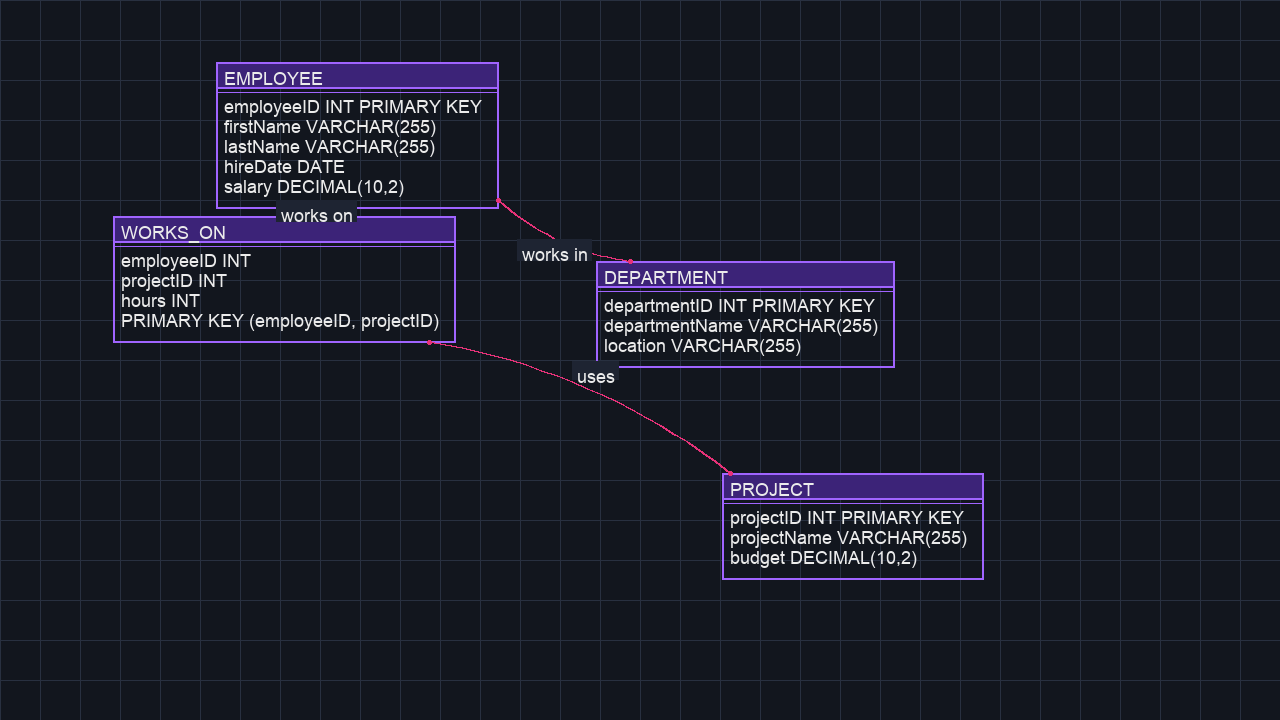 EMPLOYEE
employeeID INT PRIMARY KEY
firstName VARCHAR(255)
lastName VARCHAR(255)
hireDate DATE
salary DECIMAL(10,2)
works on
WORKS_ON
employeeID INT
projectID INT
hours INT
PRIMARY KEY (employeeID, projectID)
works in
DEPARTMENT
departmentID INT PRIMARY KEY
departmentName VARCHAR(255)
location VARCHAR(255)
uses
PROJECT
projectID INT PRIMARY KEY
projectName VARCHAR(255)
budget DECIMAL(10,2)